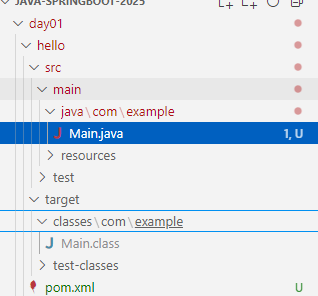 JAVA-SPRINGBOOT-2025
day01
hello
src
main
java\com\example
Main.java 1, U
resources
test
target
classes\com\example
Main.class
test-classes
pom.xml U